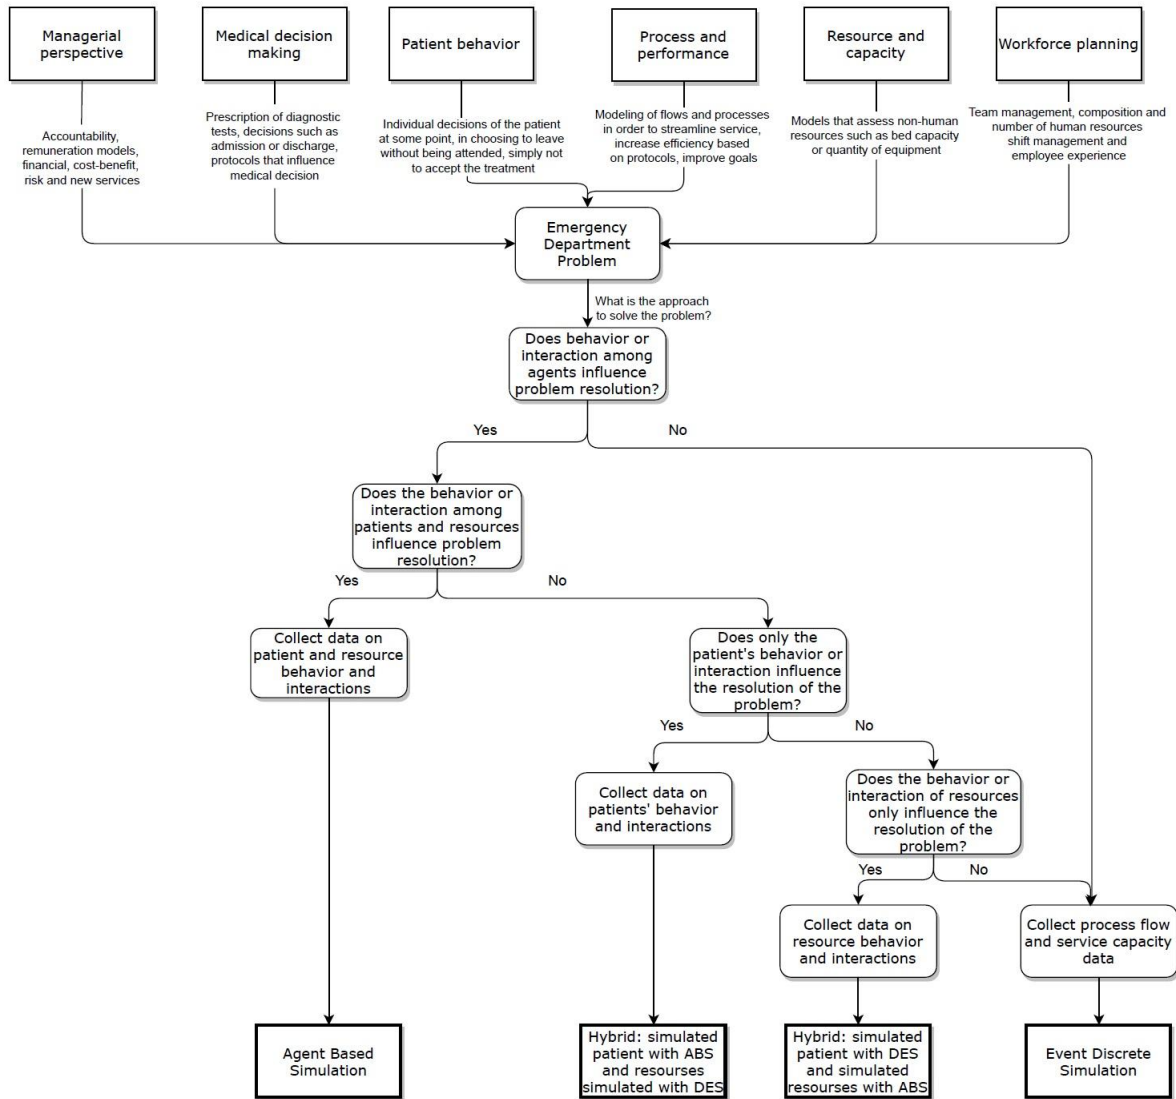 Managerial
perspective
Medical decision
making
Patient behavior
Process and
performance
Resource and
capacity
Workforce planning
Accountability,
remuneration models,
financial, cost-benefit,
risk and new services
Prescription of diagnostic
tests, decisions such as
admission or discharge,
protocols that influence
medical decision
Individual decisions of the patient
at some point, in choosing to leave
without being attended, simply not
to accept the treatment
Modeling of flows and processes
in order to streamline service,
increase efficiency based
on protocols, improve goals
Models that assess non-human
resources such as bed capacity
or quantity of equipment
Team management, composition and
number of human resources
shift management and
employee experience
Emergency
Department
Problem
What is the approach
to solve the problem?
Does behavior or
interaction among
agents influence
problem resolution?
Yes
No
Does the behavior or
interaction among
patients and resources
influence problem
resolution?
Yes
No
Collect data on
patient and resource
behavior and
interactions
Does only the
patient's behavior or
interaction influence
the resolution of the
problem?
Yes
No
Collect data on
patients' behavior
and interactions
Does the behavior or
interaction of resources
only influence the
resolution of the
problem?
Yes
No
Collect data on
resource behavior
and interactions
Collect process flow
and service capacity
data
Agent Based
Simulation
Hybrid: simulated
patient with ABS
and resourses
simulated with DES
Hybrid: simulated
patient with DES
and simulated
resourses with ABS
Event Discrete
Simulation